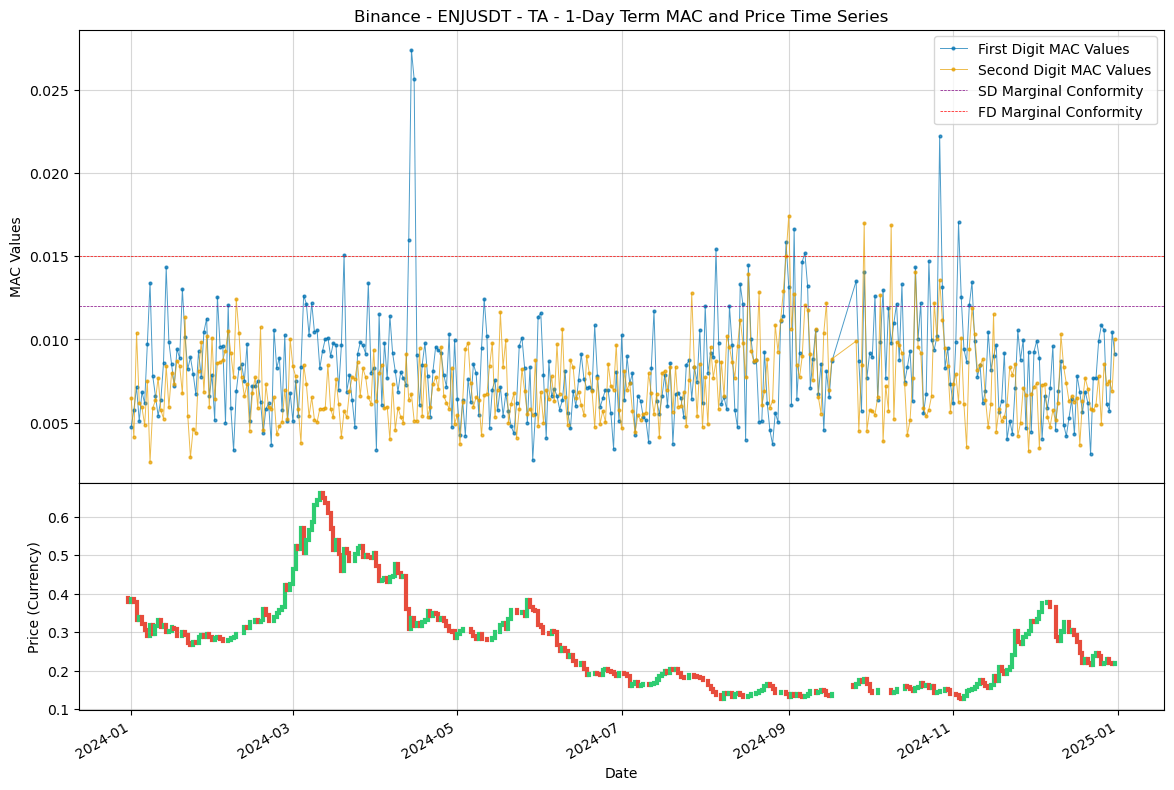 Binance - ENJUSDT - TA - 1-Day Term MAC and Price Time Series
First Digit MAC Values
Second Digit MAC Values
SD Marginal Conformity
FD Marginal Conformity
MAC Values
0.025
0.020
0.015
0.010
0.005
Price (Currency)
0.6
0.5
0.4
0.3
0.2
0.1
2024-01
2024-03
2024-05
2024-07
2024-09
2024-11
2025-01
Date